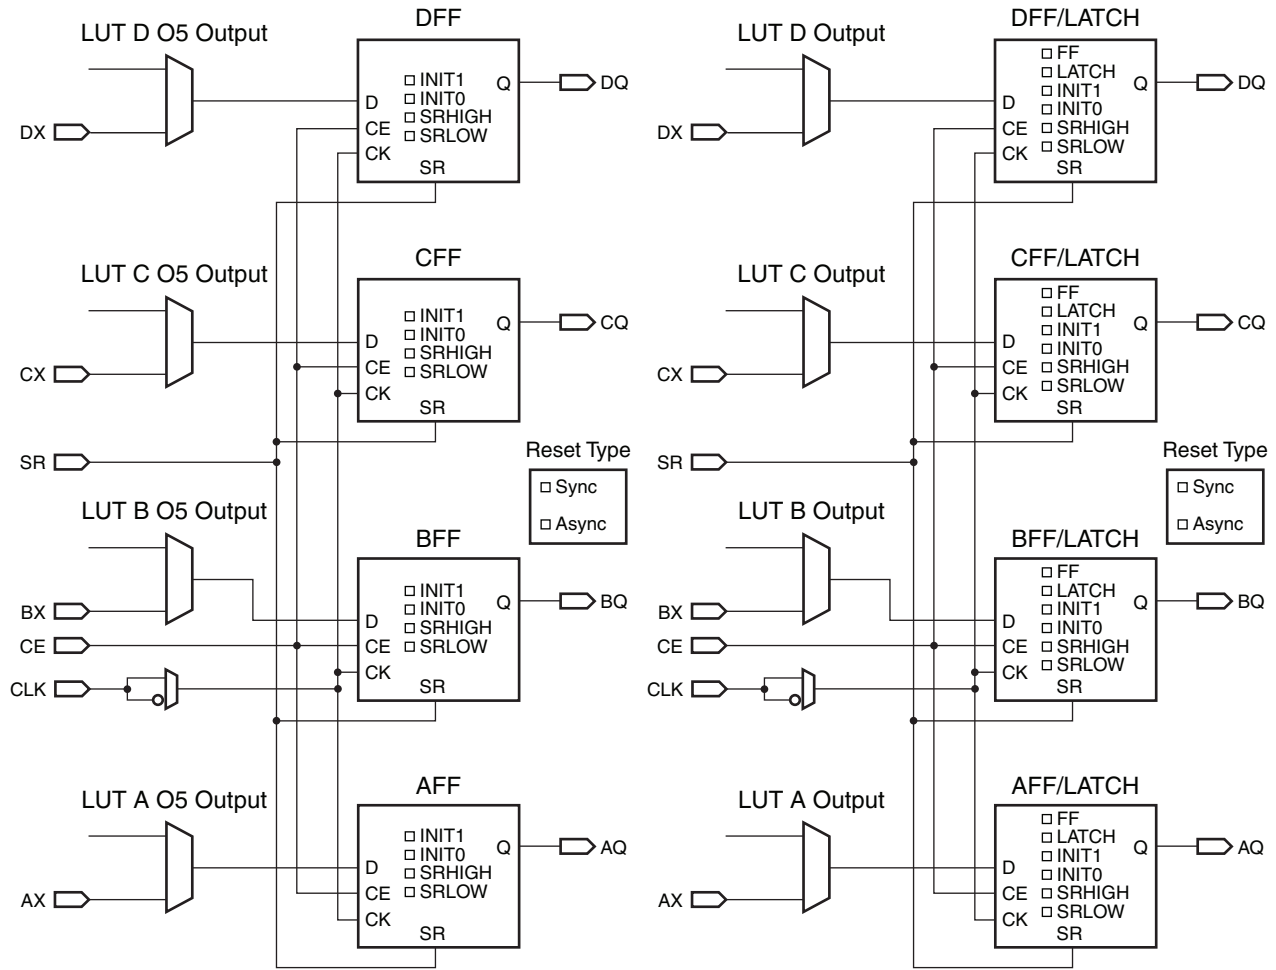 DFF
LUT D O5 Output
INIT1
INIT0
SRHIGH
SRLOW
D
CE
CK
SR
Q
DQ
DX
CFF
LUT C O5 Output
INIT1
INIT0
SRHIGH
SRLOW
D
CE
CK
SR
Q
CQ
CX
SR
Reset Type
Sync
Async
LUT B O5 Output
BFF
INIT1
INIT0
SRHIGH
SRLOW
D
CE
CK
SR
Q
BQ
BX
CE
CLK
AFF
LUT A O5 Output
INIT1
INIT0
SRHIGH
SRLOW
D
CE
CK
SR
Q
AQ
AX
DFF/LATCH
LUT D Output
FF
LATCH
INIT1
INIT0
SRHIGH
SRLOW
D
CE
CK
SR
Q
DQ
DX
CFF/LATCH
LUT C Output
FF
LATCH
INIT1
INIT0
SRHIGH
SRLOW
D
CE
CK
SR
Q
CQ
CX
SR
Reset Type
Sync
Async
LUT B Output
BFF/LATCH
FF
LATCH
INIT1
INIT0
SRHIGH
SRLOW
D
CE
CK
SR
Q
BQ
BX
CE
CLK
AFF/LATCH
LUT A Output
FF
LATCH
INIT1
INIT0
SRHIGH
SRLOW
D
CE
CK
SR
Q
AQ
AX